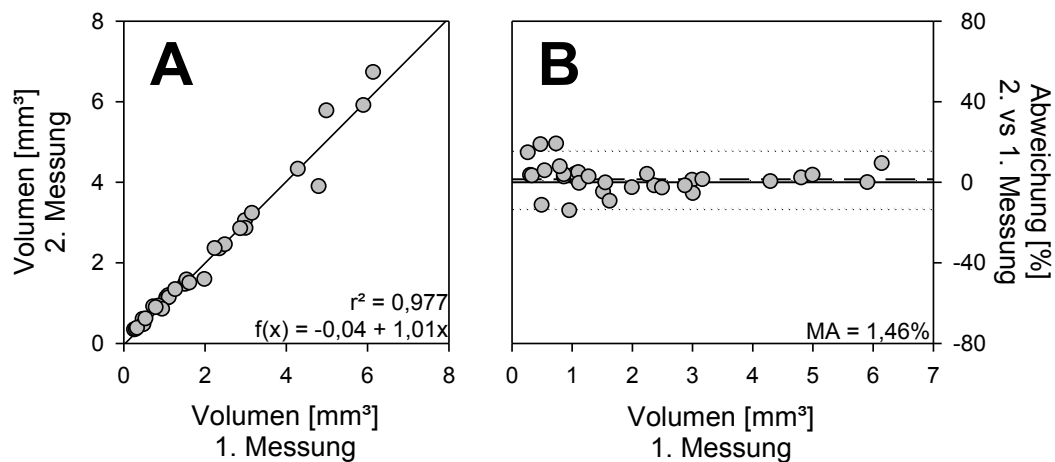 A
8
6
4
2
0
Volumen [mm³]
2. Messung
r² = 0,977
f(x) = -0,04 + 1,01x
0 2 4 6 8
Volumen [mm³]
1. Messung
B
80
40
0
-40
-80
Abweichung [%]
2. vs 1. Messung
MA = 1,46%
0 1 2 3 4 5 6 7
Volumen [mm³]
1. Messung